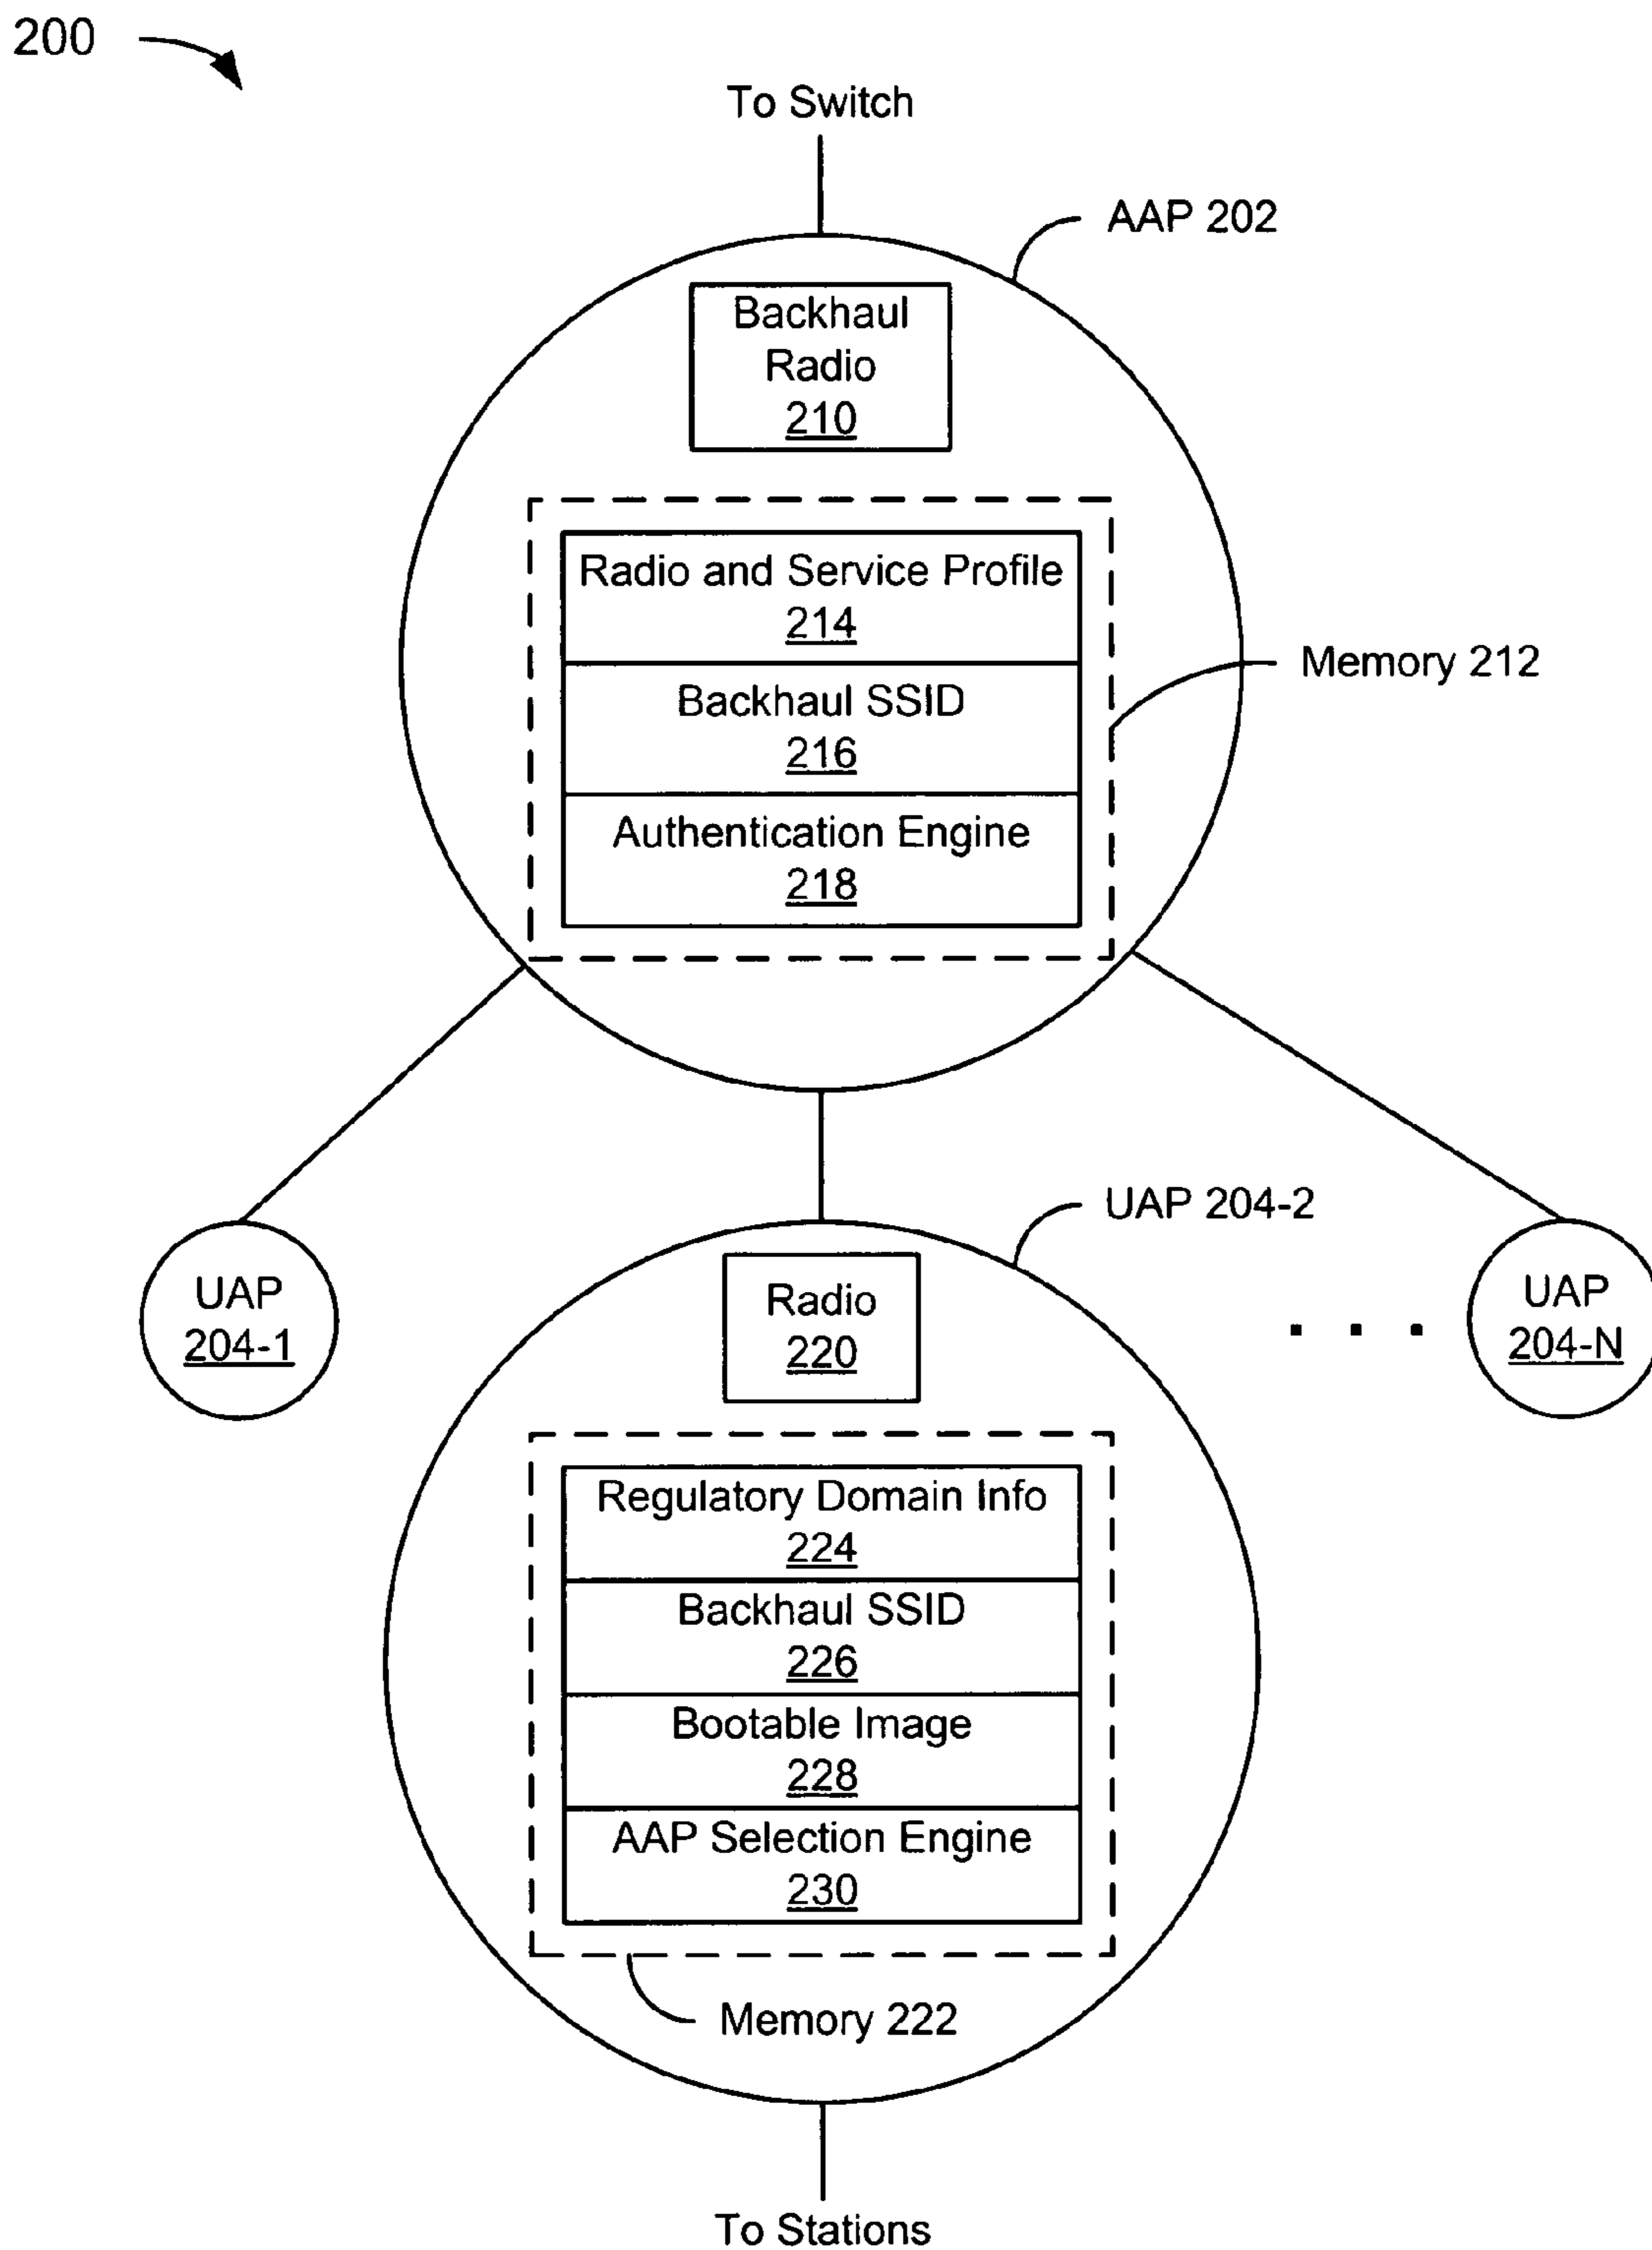 200
To Switch
AAP 202
Backhaul
Radio
210
Radio and Service Profile
214
Backhaul SSID
216
Authentication Engine
218
Memory 212
UAP 204-2
UAP
204-1
Radio
220
. . .
UAP
204-N
Regulatory Domain Info
224
Backhaul SSID
226
Bootable Image
228
AAP Selection Engine
230
Memory 222
To Stations